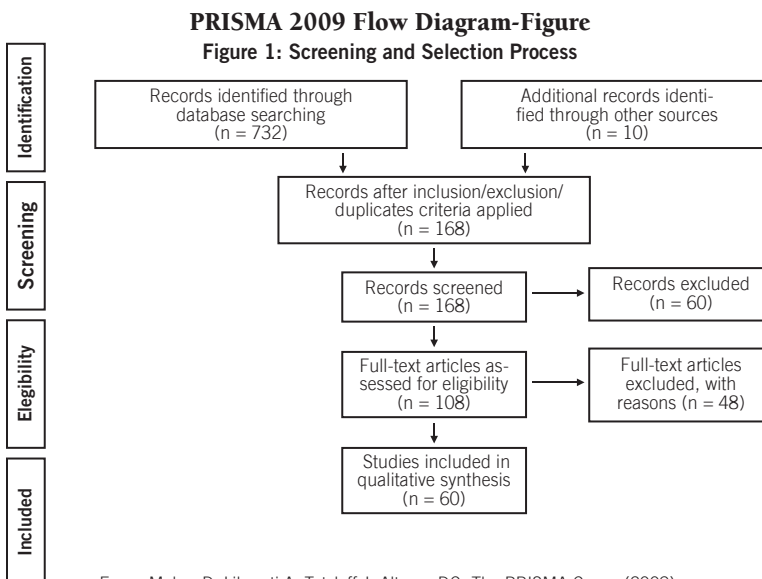 PRISMA 2009 Flow Diagram-Figure
Figure 1: Screening and Selection Process
Identification
Records identified through
database searching
(n = 732)
Additional records identi-
fied through other sources
(n = 10)
Screening
Records after inclusion/exclusion/
duplicates criteria applied
(n = 168)
Records screened
(n = 168)
Records excluded
(n = 60)
Elegibility
Full-text articles as-
sessed for eligibility
(n = 108)
Full-text articles
excluded, with
reasons (n = 48)
Included
Studies included in
qualitative synthesis
(n = 60)